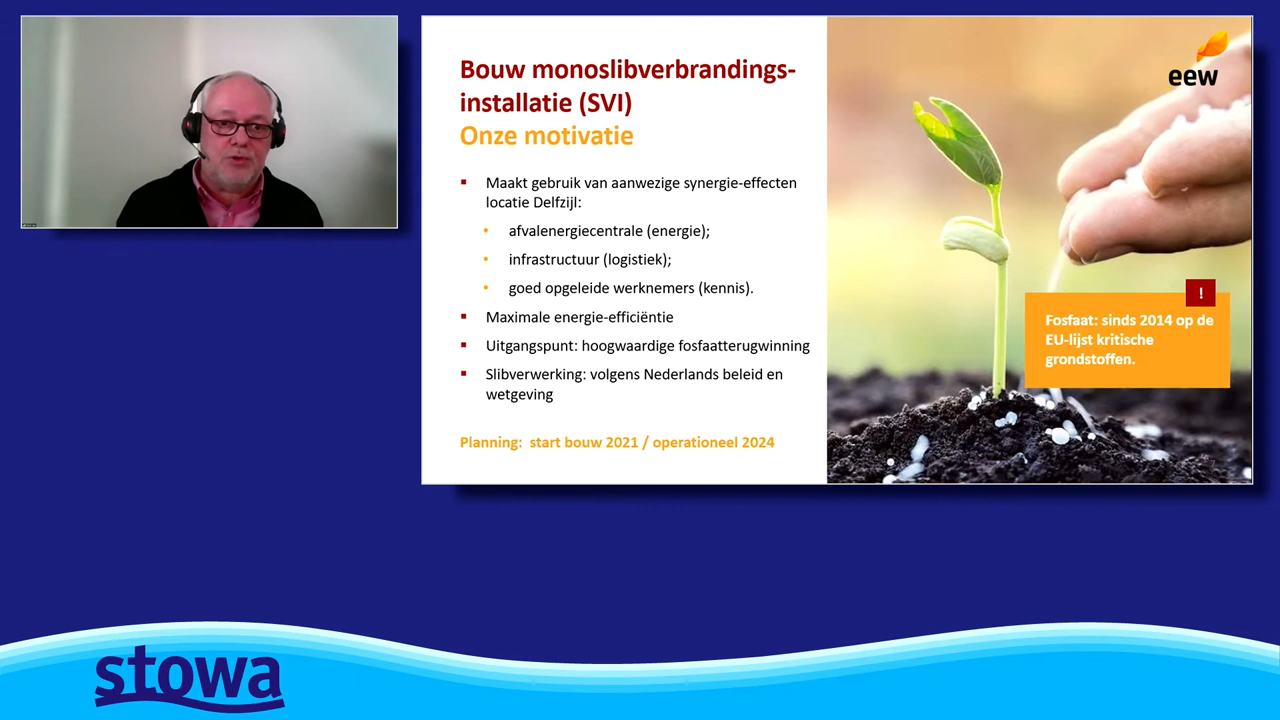 Bouw monoslibverbrandings-
installatie (SVI)
Onze motivatie
Maakt gebruik van aanwezige synergie-effecten
locatie Delfzijl:
afvalenergiecentrale (energie);
infrastructuur (logistiek);
goed opgeleide werknemers (kennis).
Maximale energie-efficiëntie
Uitgangspunt: hoogwaardige fosfaatterugwinning
Slibverwerking: volgens Nederlands beleid en
wetgeving
Planning: start bouw 2021 / operationeel 2024
eew
!
Fosfaat: sinds 2014 op de
EU-lijst kritische
grondstoffen.
stowa